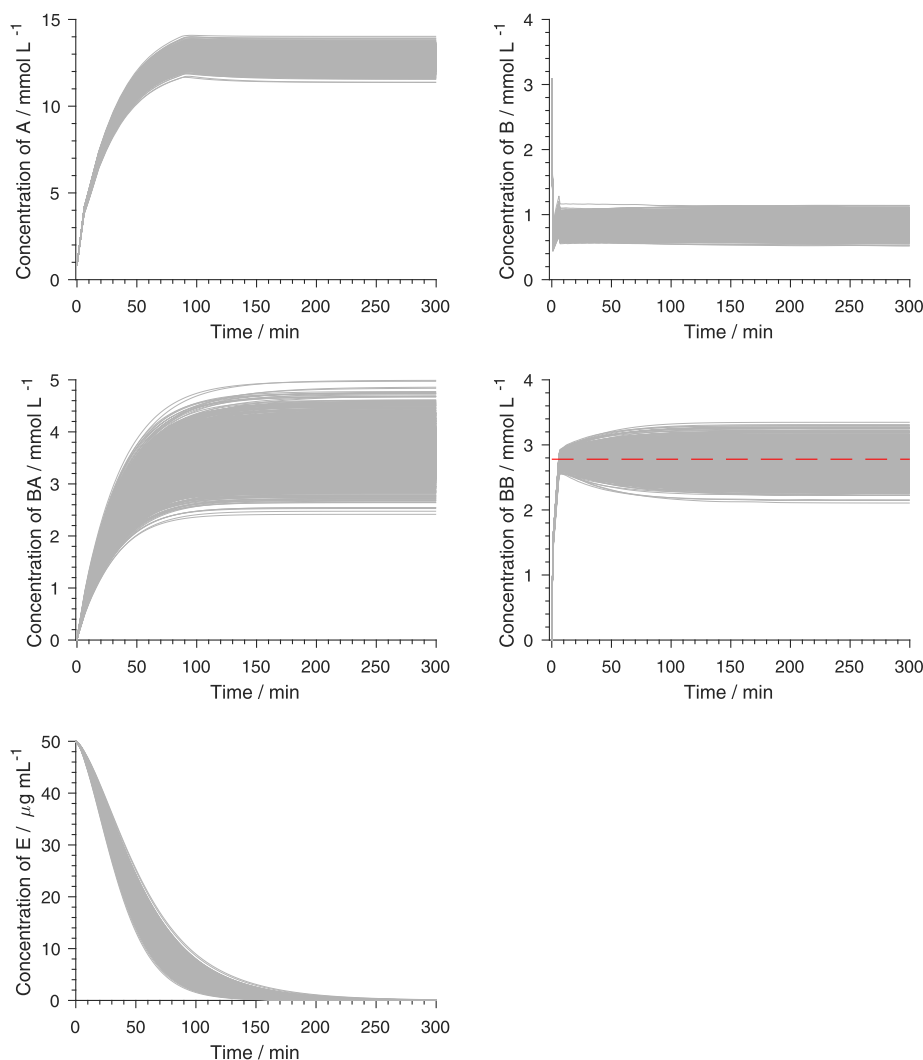 Concentration of A / mmol L⁻¹
15
10
5
0
0 50 100 150 200 250 300
Time / min
Concentration of B / mmol L⁻¹
4
3
2
1
0
0 50 100 150 200 250 300
Time / min
Concentration of BA / mmol L⁻¹
5
4
3
2
1
0
0 50 100 150 200 250 300
Time / min
Concentration of BB / mmol L⁻¹
4
3
2
1
0
0 50 100 150 200 250 300
Time / min
Concentration of E / μg mL⁻¹
50
40
30
20
10
0
0 50 100 150 200 250 300
Time / min